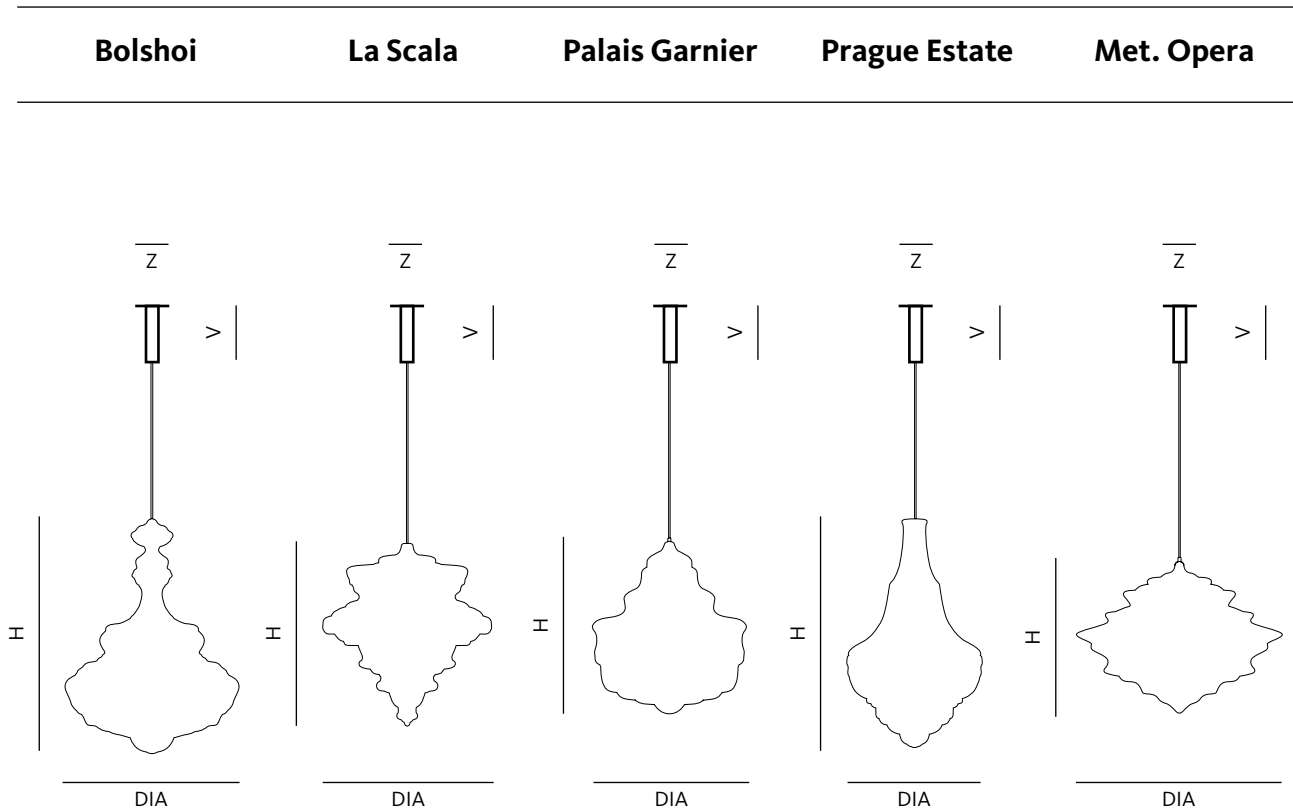 Bolshoi La Scala Palais Garnier Prague Estate Met. Opera
Z Z Z Z Z
V V V V V
H H H H H
DIA DIA DIA DIA DIA